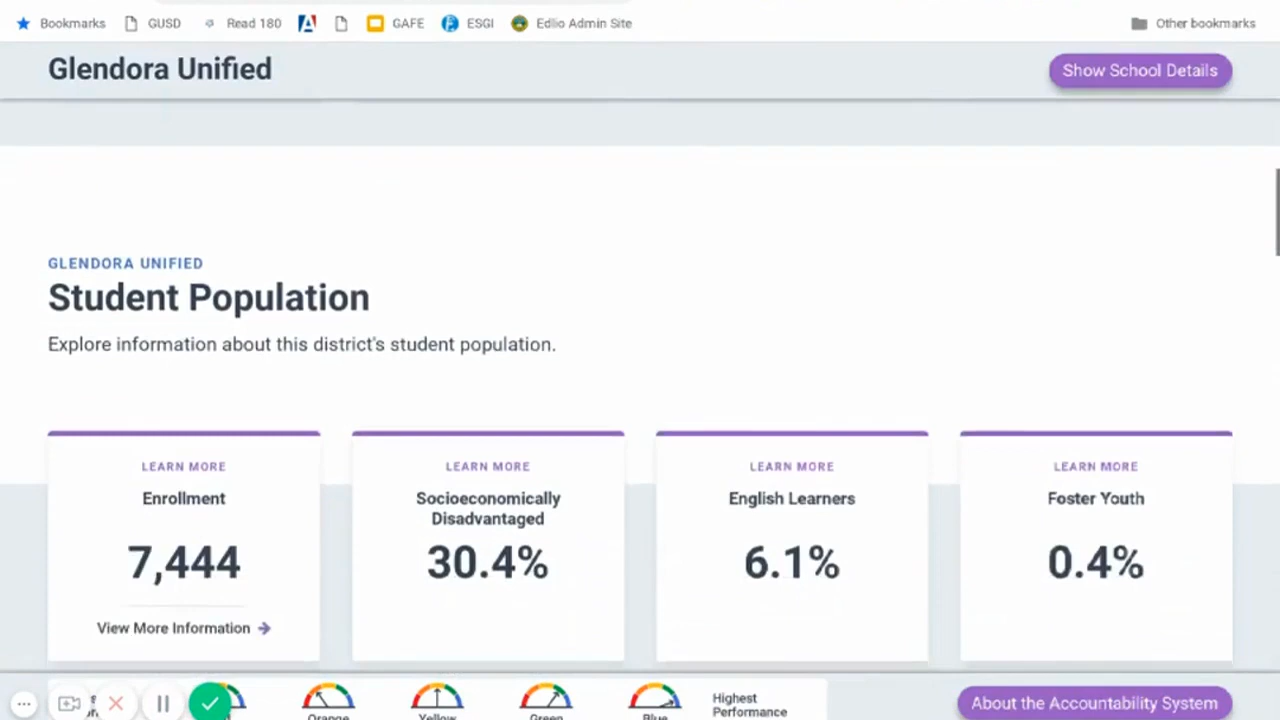 Bookmarks GUSD Read 180 GAFE ESGI Edlio Admin Site Other bookmarks
Glendora Unified Show School Details
GLENDORA UNIFIED
Student Population
Explore information about this district's student population.
LEARN MORE
Enrollment
7,444
View More Information
LEARN MORE
Socioeconomically
Disadvantaged
30.4%
LEARN MORE
English Learners
6.1%
LEARN MORE
Foster Youth
0.4%
Orange Yellow Green Blue
Highest
Performance
About the Accountability System